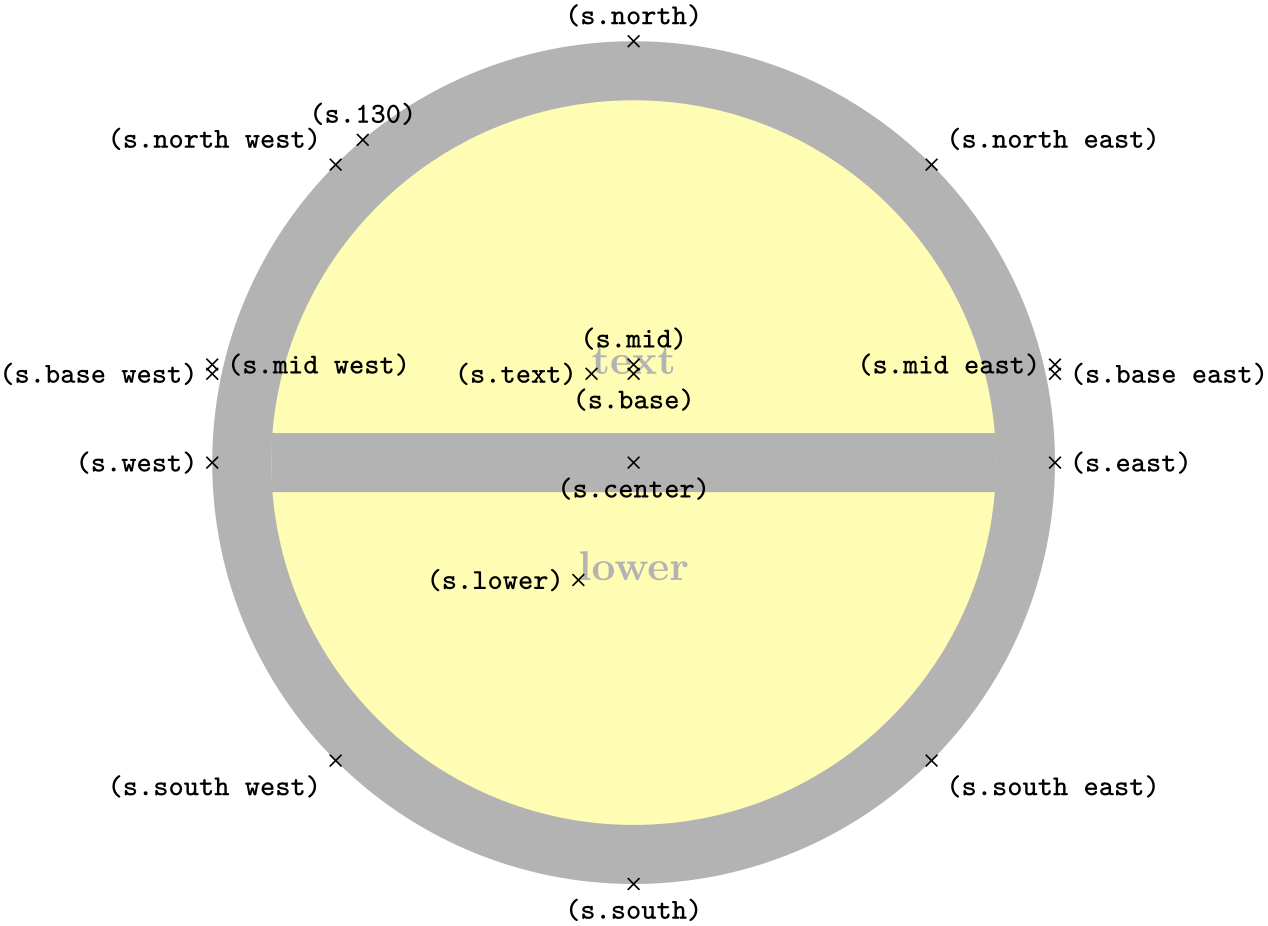 (s.north)
(s.130)
(s.north west)
(s.north east)
(s.mid)
text
(s.base west)
(s.mid west)
(s.text)
(s.mid east)
(s.base east)
(s.base)
(s.west)
(s.east)
(s.center)
lower
(s.lower)
(s.south west)
(s.south east)
(s.south)